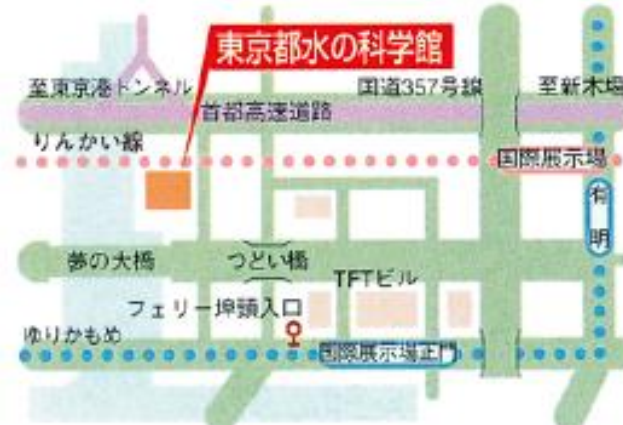 東京都水の科学館
至東京港トンネル
国道357号線
至新木場
首都高速道路
りんかい線
国際展示場
有明
夢の大橋
つどい橋
TFTビル
フェリー埠頭入口
ゆりかもめ
国際展示場正門